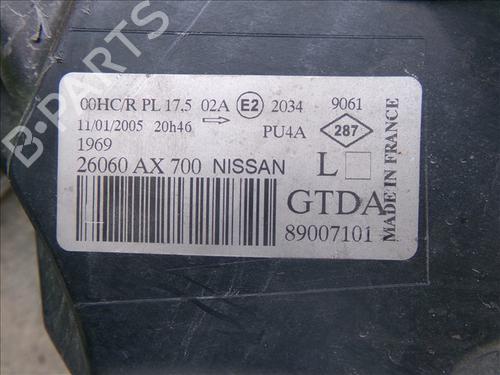 B-PARTS
00HC/R PL 17,5 02A E2 2034 9061
11/01/2005 20h46 PU4A 287
1969
26060 AX 700 NISSAN L
GTDA
89007101
MADE IN FRANCE